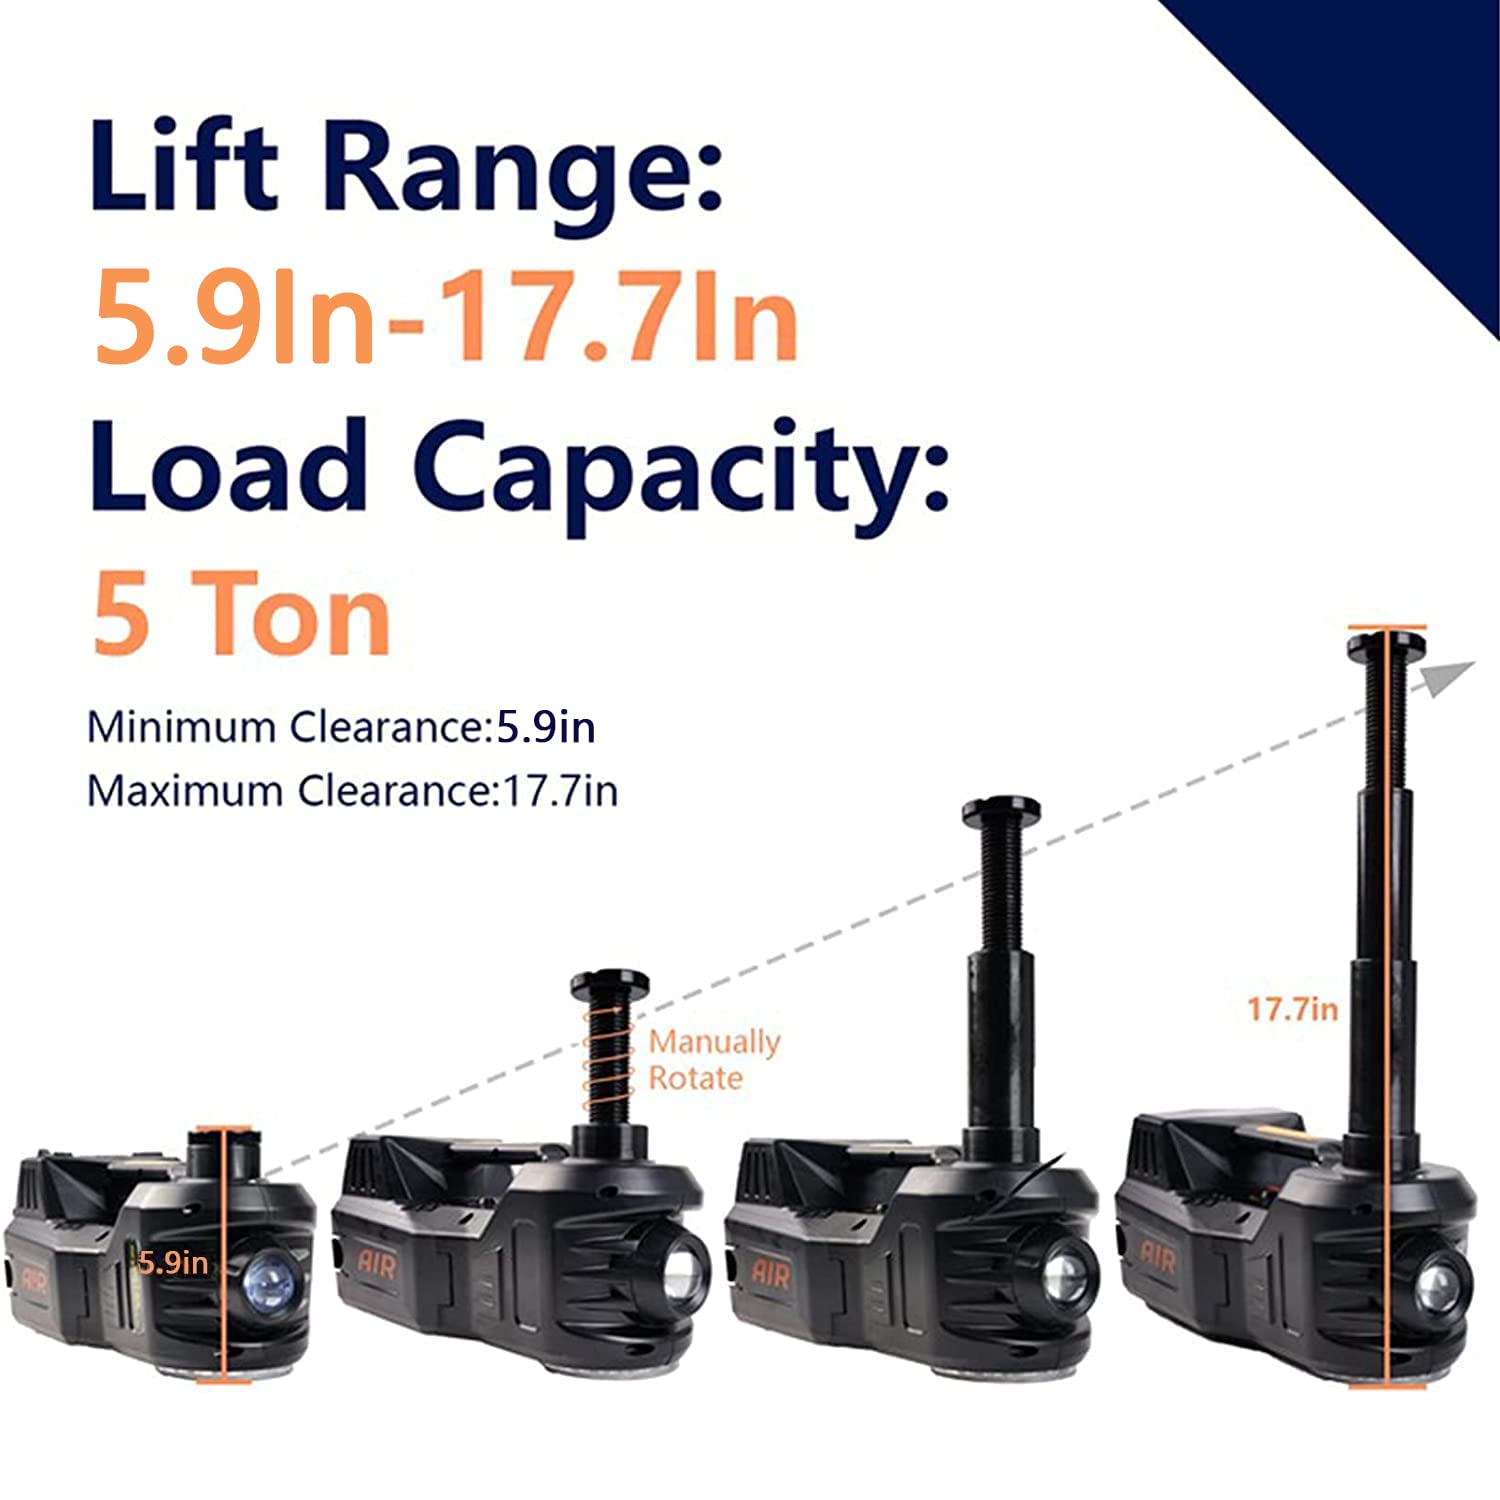 Lift Range:
5.9In-17.7In
Load Capacity:
5 Ton
Minimum Clearance:5.9in
Maximum Clearance:17.7in
17.7in
Manually
Rotate
5.9in
AIR
AIR
AIR
AIR